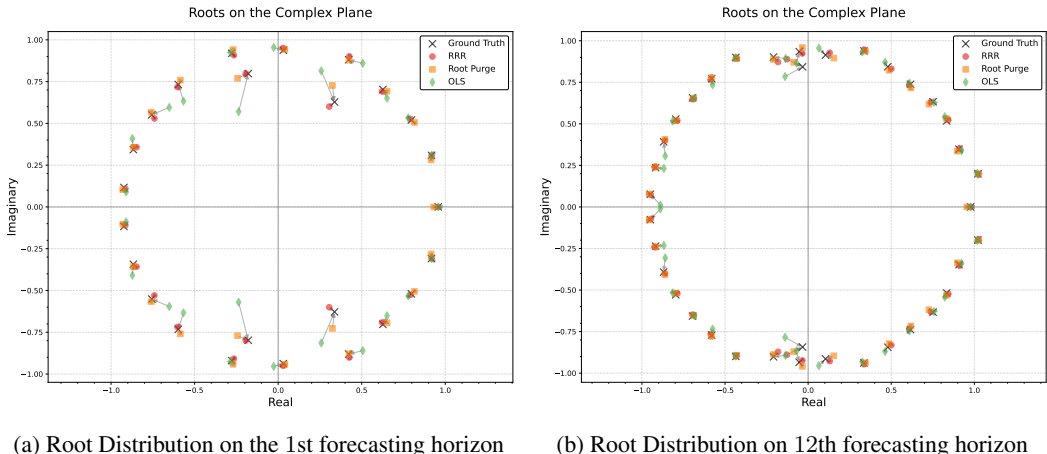 Roots on the Complex Plane
1.00
0.75
0.50
0.25
0.00
−0.25
−0.50
−0.75
−1.00
Imaginary
−1.0
−0.5
0.0
0.5
1.0
Real
Ground Truth
RRR
Root Purge
OLS
(a) Root Distribution on the 1st forecasting horizon
Roots on the Complex Plane
1.00
0.75
0.50
0.25
0.00
−0.25
−0.50
−0.75
−1.00
Imaginary
−1.0
−0.5
0.0
0.5
1.0
Real
Ground Truth
RRR
Root Purge
OLS
(b) Root Distribution on 12th forecasting horizon